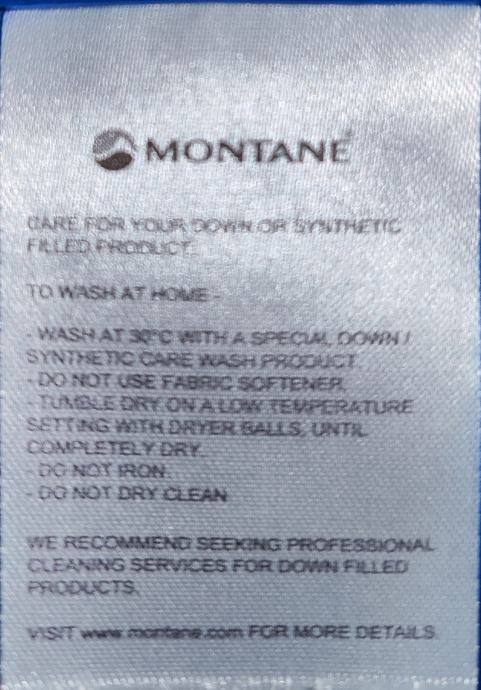 MONTANE
CARE FOR YOUR DOWN OR SYNTHETIC
FILLED PRODUCT
TO WASH AT HOME -
- WASH AT 30°C WITH A SPECIAL DOWN /
SYNTHETIC CARE WASH PRODUCT
- DO NOT USE FABRIC SOFTENER.
- TUMBLE DRY ON A LOW TEMPERATURE
SETTING WITH DRYER BALLS, UNTIL
COMPLETELY DRY.
- DO NOT IRON.
- DO NOT DRY CLEAN
WE RECOMMEND SEEKING PROFESSIONAL
CLEANING SERVICES FOR DOWN FILLED
PRODUCTS.
VISIT www.montane.com FOR MORE DETAILS.